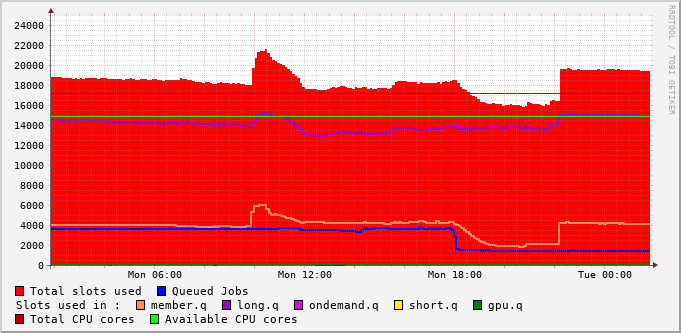 RRDTOOL / TOBI OETIKER
24000
22000
20000
18000
16000
14000
12000
10000
8000
6000
4000
2000
0
Mon 06:00 Mon 12:00 Mon 18:00 Tue 00:00
Total slots used Queued Jobs
Slots used in : member.q long.q ondemand.q short.q gpu.q
Total CPU cores Available CPU cores